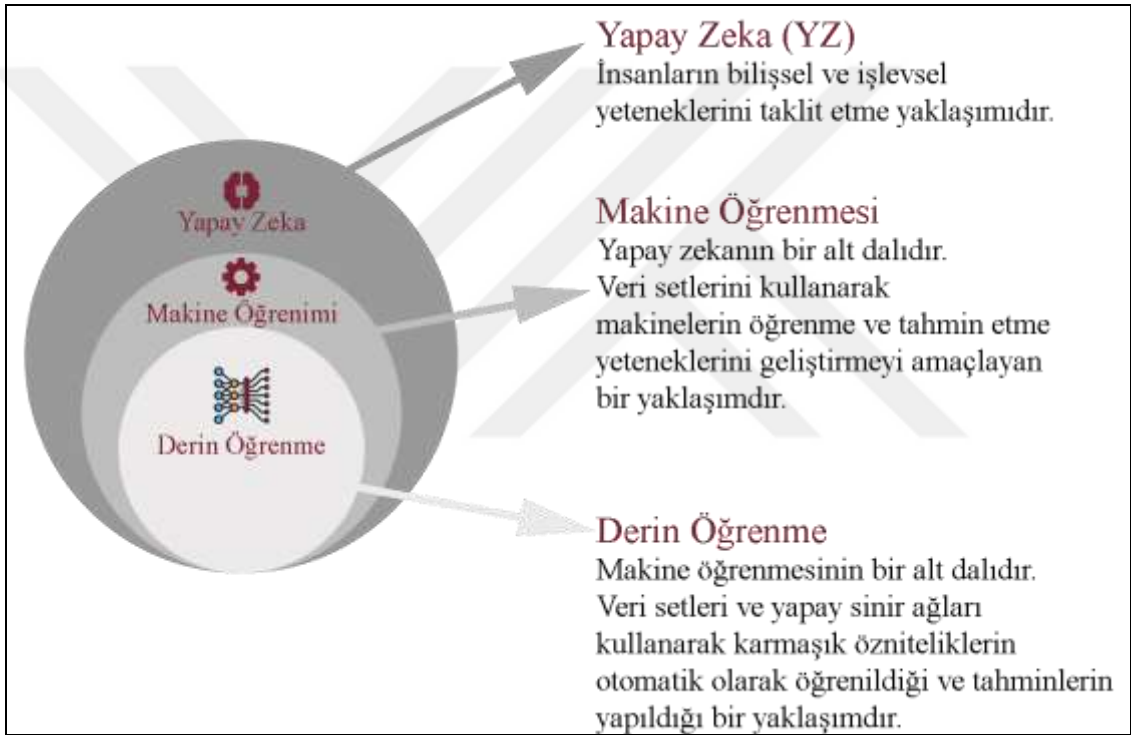 Yapay Zeka (YZ)
İnsanların bilişsel ve işlevsel
yeteneklerini taklit etme yaklaşımıdır.
Yapay Zeka
Makine Öğrenmesi
Yapay zekanın bir alt dalıdır.
Veri setlerini kullanarak
makinelerin öğrenme ve tahmin etme
yeteneklerini geliştirmeyi amaçlayan
bir yaklaşımdır.
Makine Öğrenimi
Derin Öğrenme
Derin Öğrenme
Makine öğrenmesinin bir alt dalıdır.
Veri setleri ve yapay sinir ağları
kullanarak karmaşık özniteliklerin
otomatik olarak öğrenildiği ve tahminlerin
yapıldığı bir yaklaşımdır.